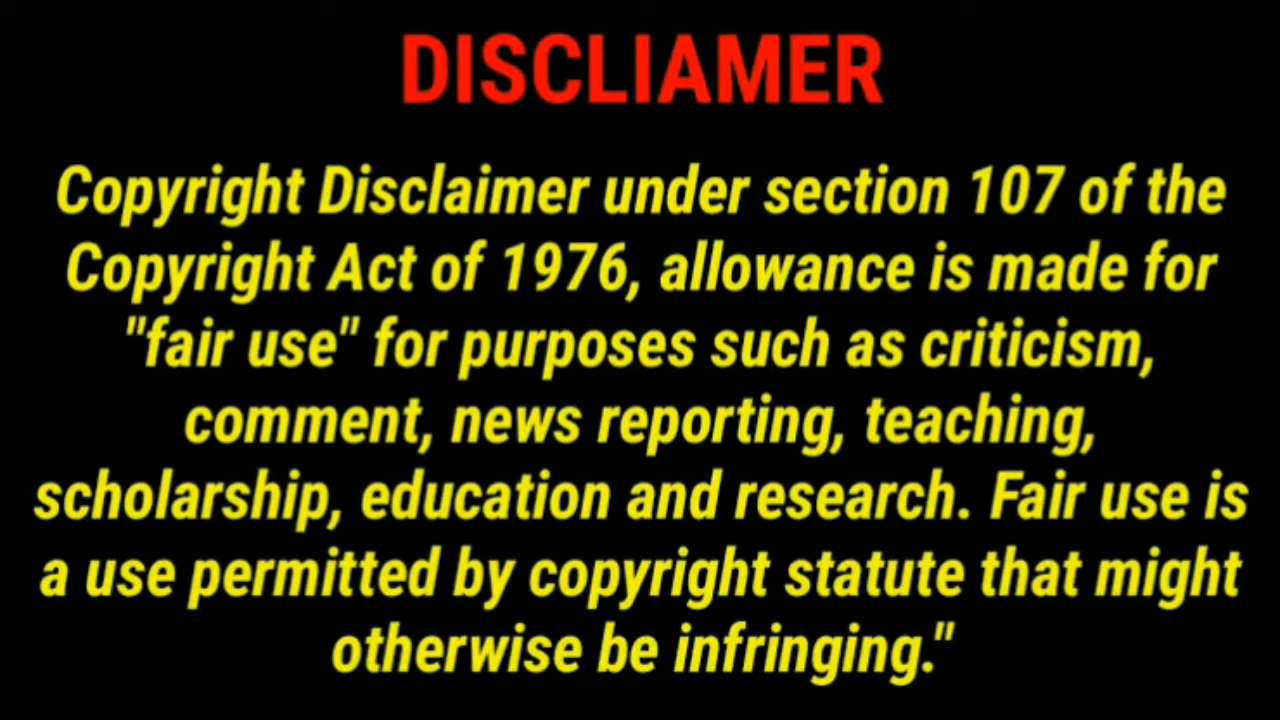 DISCLIAMER
Copyright Disclaimer under section 107 of the
Copyright Act of 1976, allowance is made for
"fair use" for purposes such as criticism,
comment, news reporting, teaching,
scholarship, education and research. Fair use is
a use permitted by copyright statute that might
otherwise be infringing."